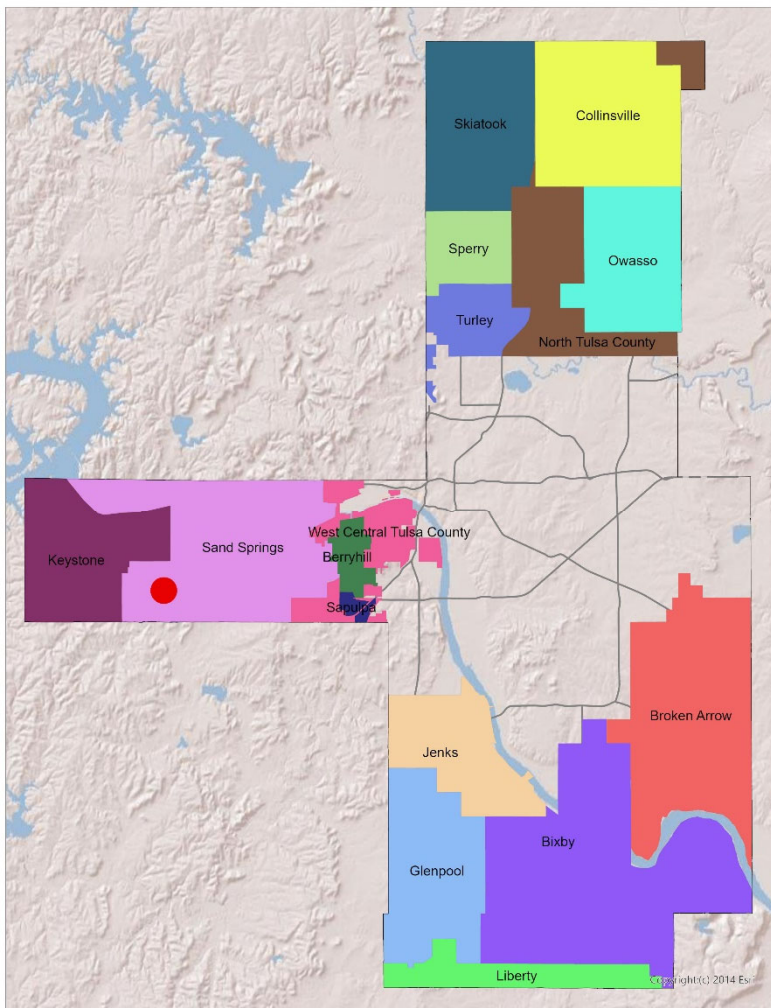 Skiatook
Collinsville
Sperry
Owasso
Turley
North Tulsa County
West Central Tulsa County
Sand Springs
Berryhill
Keystone
Sapulpa
Broken Arrow
Jenks
Bixby
Glenpool
Liberty
Copyright:(c) 2014 Esri